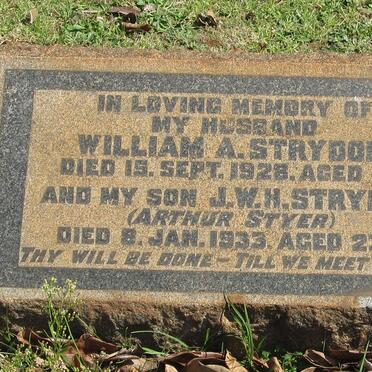 IN LOVING MEMORY OF
MY HUSBAND
WILLIAM A. STRYDO
DIED 15. SEPT. 1928. AGED
AND MY SON J.W.H. STRY
(ARTHUR STYER)
DIED 8. JAN. 1933. AGED 2
THY WILL BE DONE – TILL WE MEET